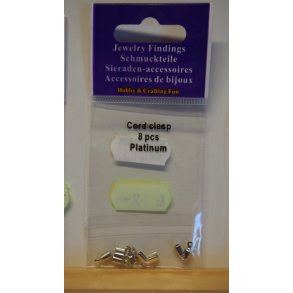 Jewelry Findings
Schmuckteile
Sieraden-accessoires
Accessoires de bijoux
Hobby & Crafting Fun
Cord clasp
8 pcs
Platinum